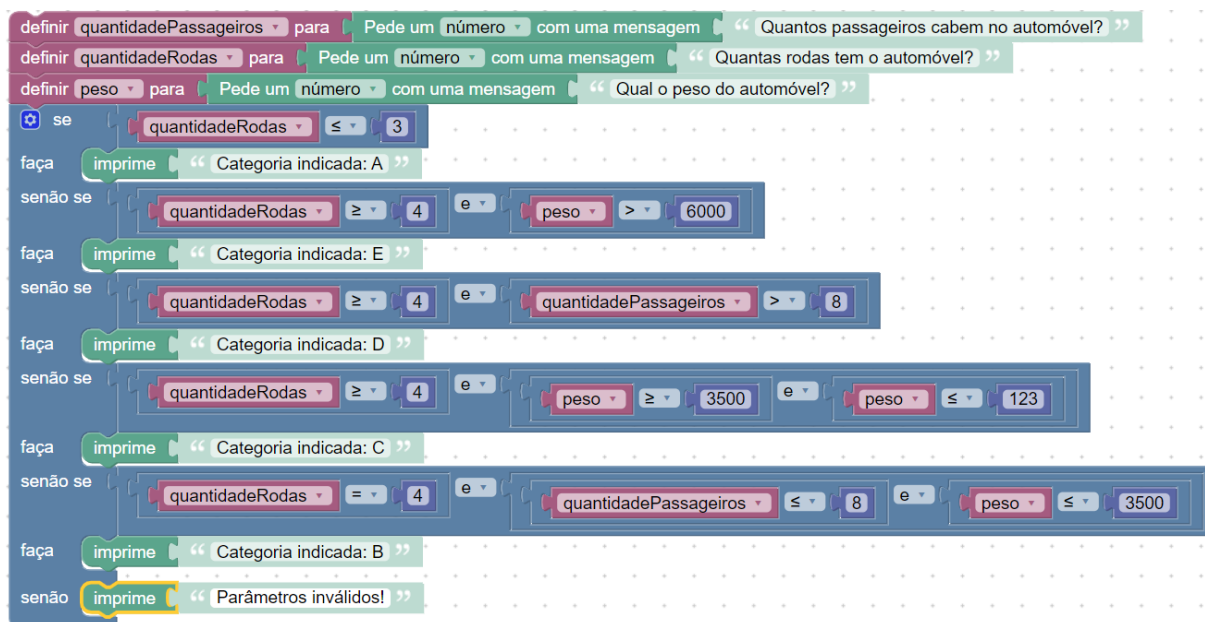 definir quantidadePassageiros para Pede um número com uma mensagem “ Quantos passageiros cabem no automóvel? ”
definir quantidadeRodas para Pede um número com uma mensagem “ Quantas rodas tem o automóvel? ”
definir peso para Pede um número com uma mensagem “ Qual o peso do automóvel? ”
se quantidadeRodas ≤ 3
faça imprime “ Categoria indicada: A ”
senão se quantidadeRodas ≥ 4 e peso > 6000
faça imprime “ Categoria indicada: E ”
senão se quantidadeRodas ≥ 4 e quantidadePassageiros > 8
faça imprime “ Categoria indicada: D ”
senão se quantidadeRodas ≥ 4 e peso ≥ 3500 e peso ≤ 123
faça imprime “ Categoria indicada: C ”
senão se quantidadeRodas = 4 e quantidadePassageiros ≤ 8 e peso ≤ 3500
faça imprime “ Categoria indicada: B ”
senão imprime “ Parâmetros inválidos! ”